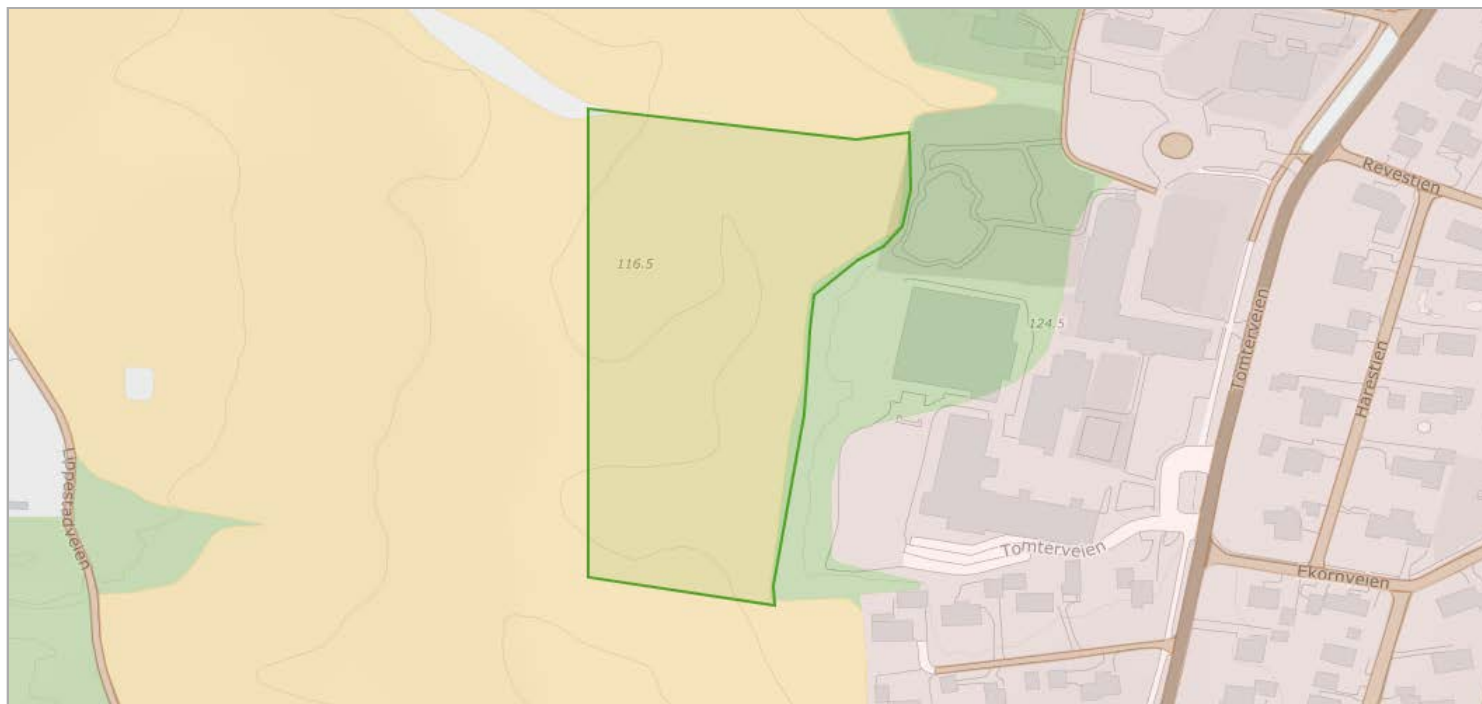 Revestien
116.5
124.5
Tomterveien
Harestien
Lippestadveien
Tomterveien
Ekornveien